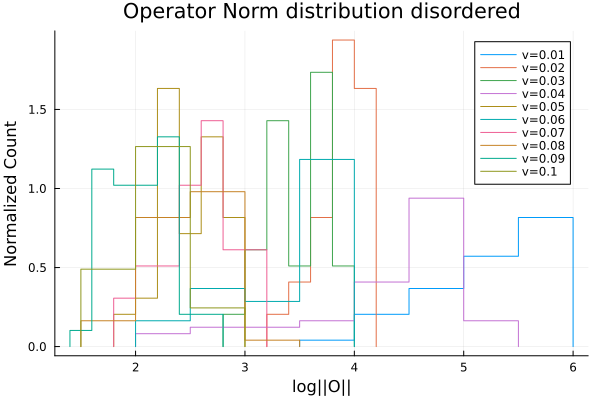 Operator Norm distribution disordered
Normalized Count
1.5
1.0
0.5
0.0
v=0.01
v=0.02
v=0.03
v=0.04
v=0.05
v=0.06
v=0.07
v=0.08
v=0.09
v=0.1
2 3 4 5 6
log||O||